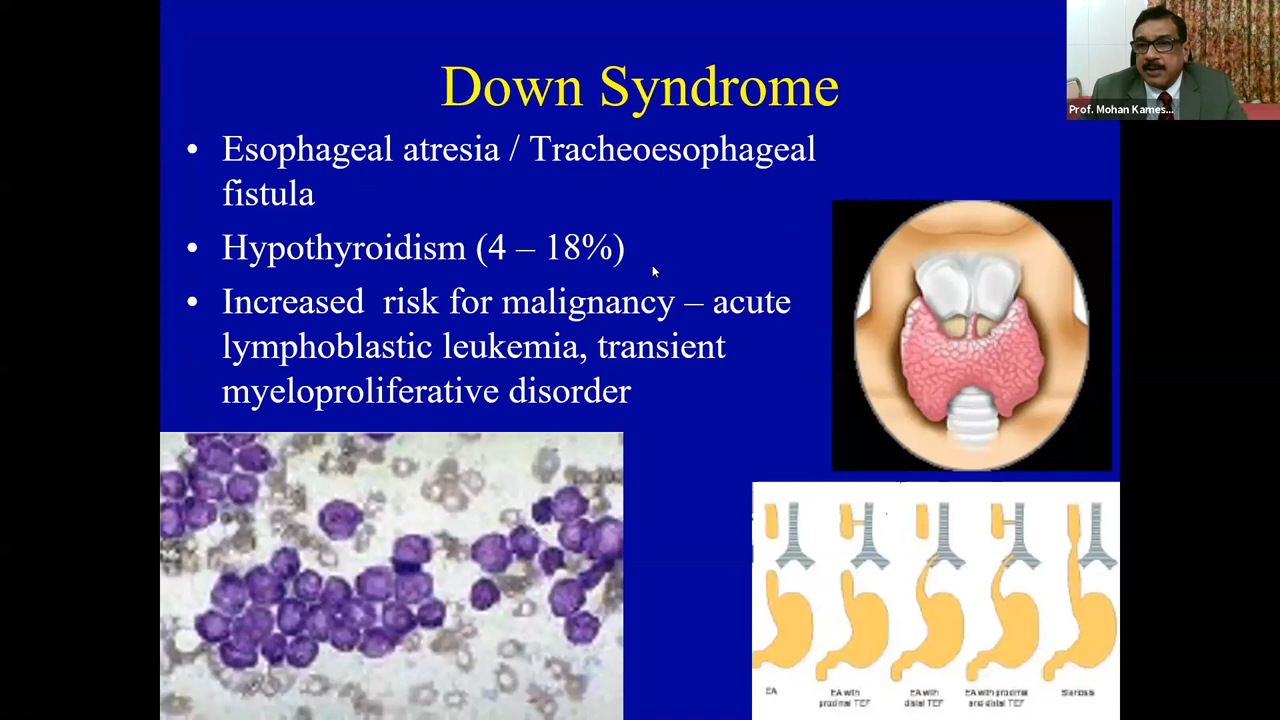 Down Syndrome
Prof. Mohan Kames...
• Esophageal atresia / Tracheoesophageal
fistula
• Hypothyroidism (4 – 18%)
• Increased  risk for malignancy – acute
lymphoblastic leukemia, transient
myeloproliferative disorder
EA
EA with
proximal TEF
EA with
distal TEF
EA with proximal
and distal TEF
Stenosis